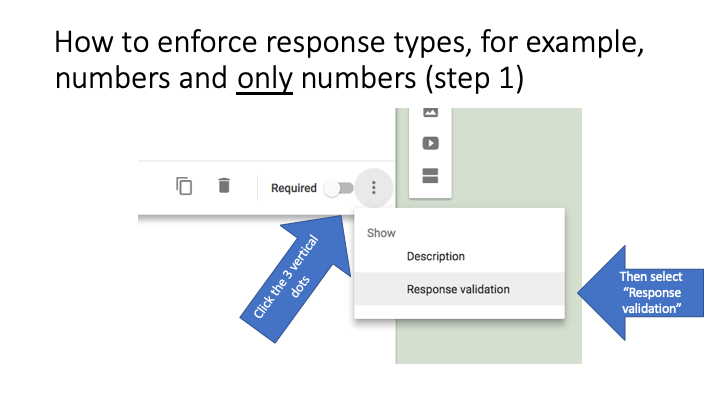 How to enforce response types, for example,
numbers and only numbers (step 1)
Required
Show
Description
Response validation
Click the 3 vertical
dots
Then select
“Response
validation”